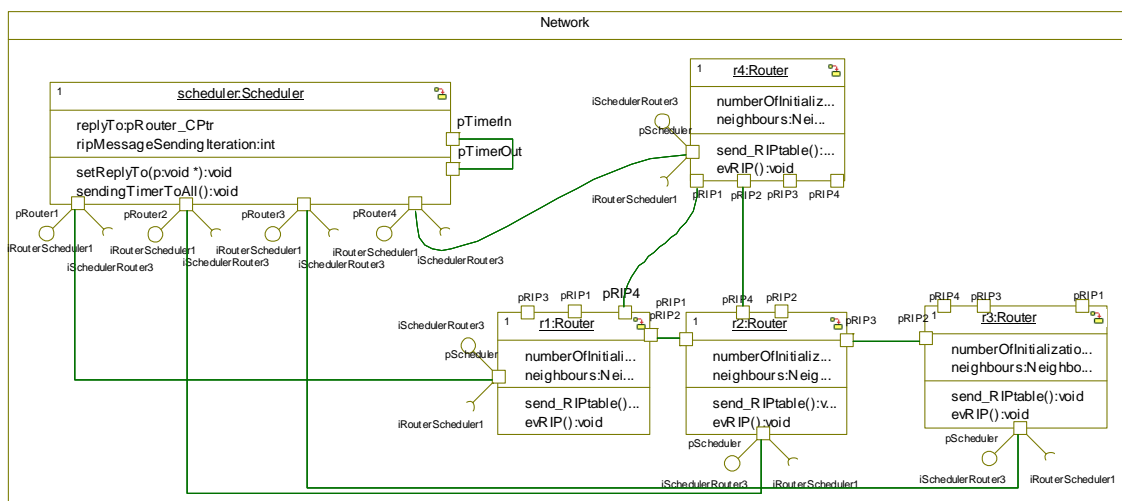 Network
1
scheduler:Scheduler
replyTo:pRouter_CPtr
ripMessageSendingIteration:int
setReplyTo(p:void *):void
sendingTimerToAll():void
pTimerIn
pTimerOut
pRouter1
pRouter2
pRouter3
pRouter4
iRouterScheduler1
iSchedulerRouter3
iRouterScheduler1
iSchedulerRouter3
iRouterScheduler1
iSchedulerRouter3
iRouterScheduler1
iSchedulerRouter3
1
r4:Router
numberOfInitializ...
neighbours:Nei...
send_RIPtable():...
evRIP():void
iSchedulerRouter3
pScheduler
iRouterScheduler1
pRIP1
pRIP2
pRIP3
pRIP4
pRIP3
pRIP1
pRIP4
1
r1:Router
numberOfInitiali...
neighbours:Nei...
send_RIPtable()...
evRIP():void
iSchedulerRouter3
pScheduler
iRouterScheduler1
pRIP1
pRIP2
pRIP4
pRIP2
pRIP3
1
r2:Router
numberOfInitializ...
neighbours:Neig...
send_RIPtable():v...
evRIP():void
pScheduler
iSchedulerRouter3
iRouterScheduler1
pRIP4
pRIP3
pRIP1
pRIP2
1
r3:Router
numberOfInitializatio...
neighbours:Neighbo...
send_RIPtable():void
evRIP():void
pScheduler
iSchedulerRouter3
iRouterScheduler1